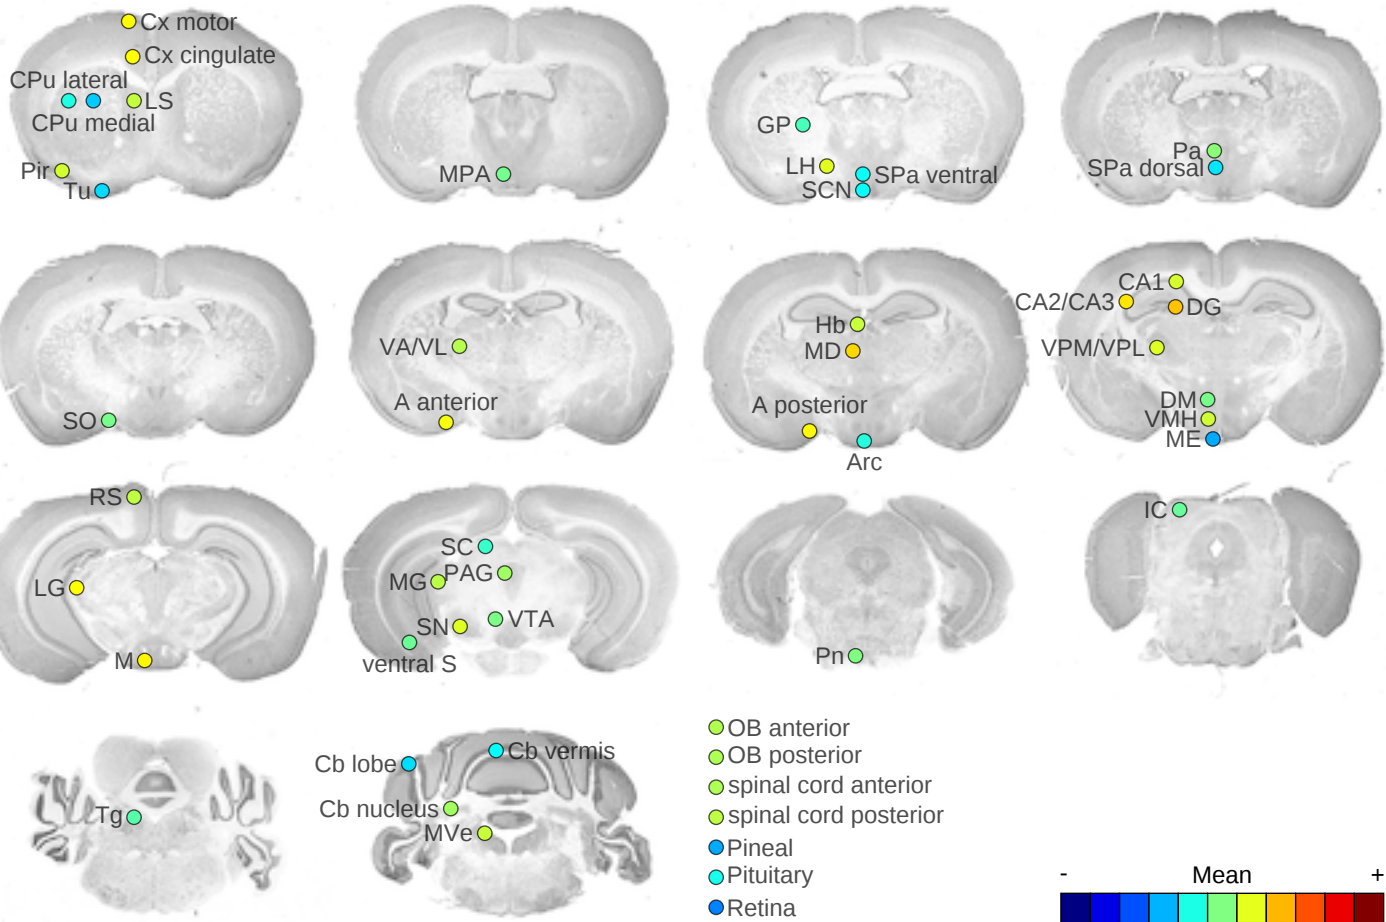 Cx motor
Cx cingulate
CPu lateral
LS
CPu medial
Pir
Tu
MPA
GP
LH
SPa ventral
SCN
Pa
SPa dorsal
SO
VA/VL
A anterior
Hb
MD
A posterior
Arc
CA1
CA2/CA3
DG
VPM/VPL
DM
VMH
ME
RS
LG
M
SC
PAG
MG
VTA
SN
ventral S
Pn
IC
Tg
Cb vermis
Cb lobe
Cb nucleus
MVe
OB anterior
OB posterior
spinal cord anterior
spinal cord posterior
Pineal
Pituitary
Retina
- Mean +